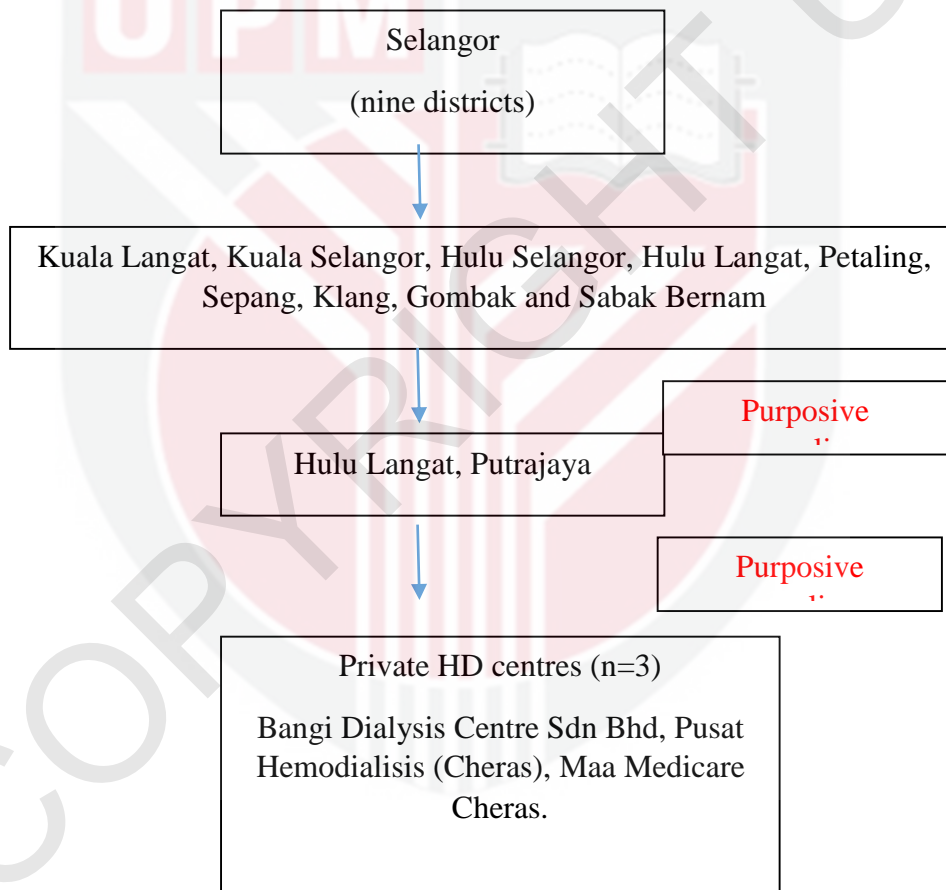 UPM
Selangor
(nine districts)
Kuala Langat, Kuala Selangor, Hulu Selangor, Hulu Langat, Petaling,
Sepang, Klang, Gombak and Sabak Bernam
Purposive
Hulu Langat, Putrajaya
Purposive
Private HD centres (n=3)
Bangi Dialysis Centre Sdn Bhd, Pusat
Hemodialisis (Cheras), Maa Medicare
Cheras.
COPYRIGHT